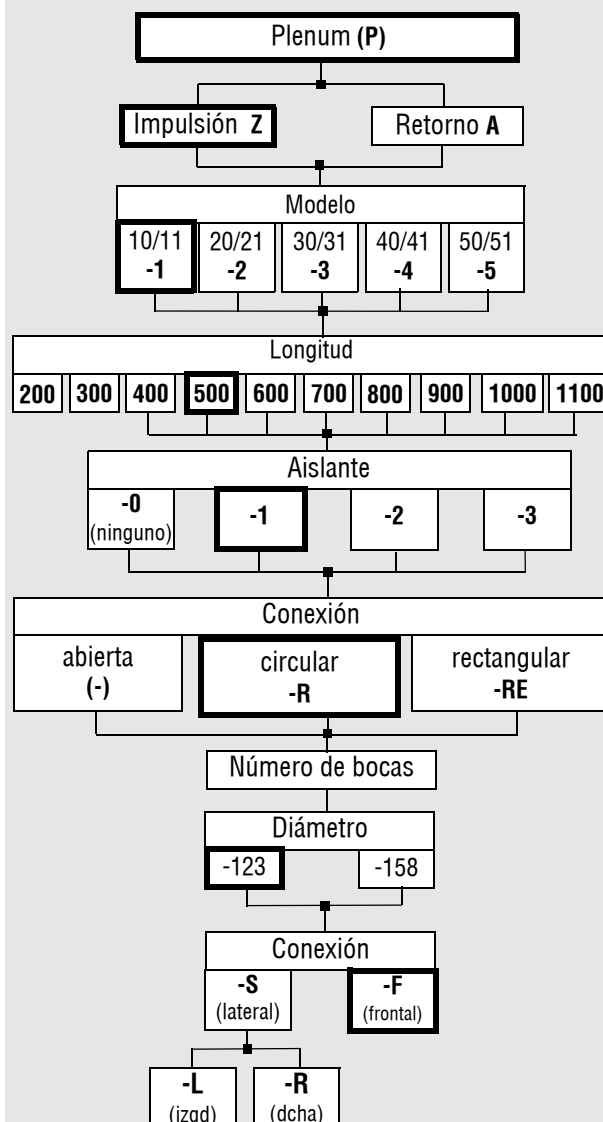 Plenum (P)
Impulsión Z
Retorno A
Modelo
10/11 20/21 30/31 40/41 50/51
-1 -2 -3 -4 -5
Longitud
200 300 400 500 600 700 800 900 1000 1100
Aislante
-0 -1 -2 -3
(ninguno)
Conexión
abierta circular rectangular
(-) -R -RE
Número de bocas
Diámetro
-123 -158
Conexión
-S -F
(lateral) (frontal)
-L -R
(izqd) (dcha)